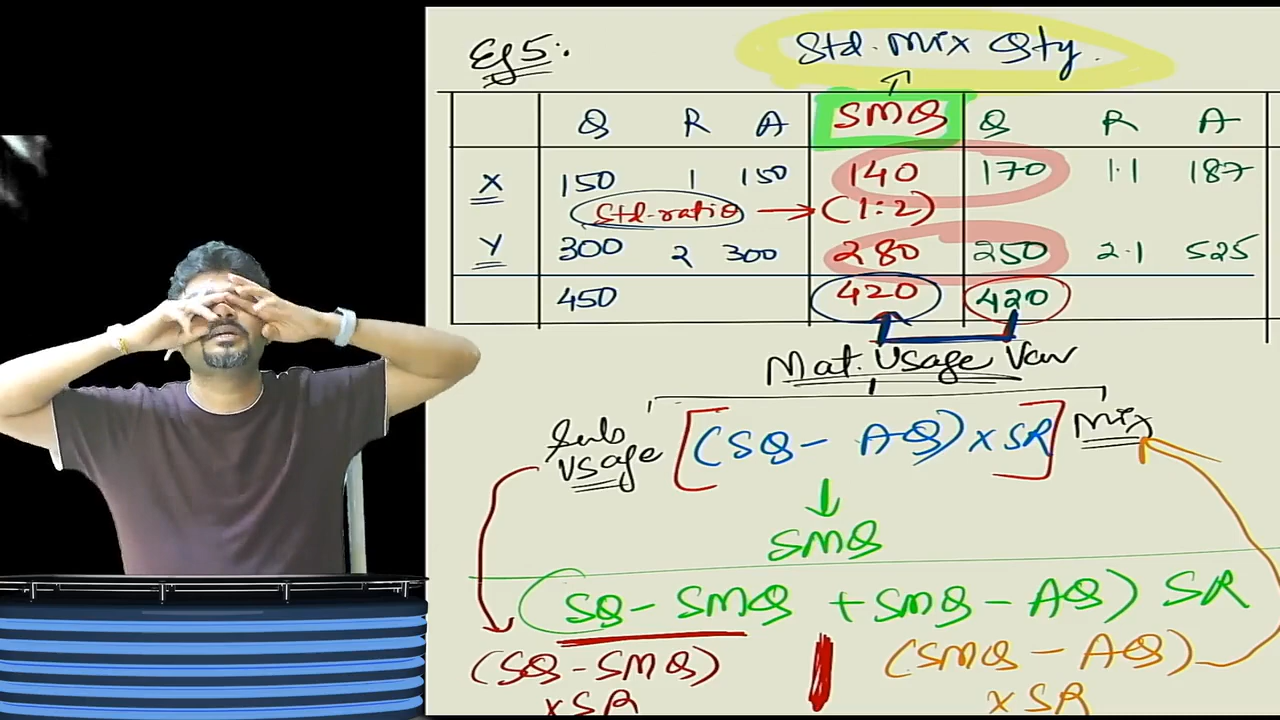 Eg 5:.
Std. Mix Qty.
Q R A SMQ Q R A
X 150 1 150 140 170 1.1 187
Std-ratio → (1:2)
Y 300 2 300 280 250 2.1 525
450 420 420
Mat. Usage Var
Sub Usage [(SQ - AQ) x SR] Mix
SMQ
(SQ - SMQ + SMQ - AQ) SR
(SQ - SMQ) x SR
(SMQ - AQ) x SR